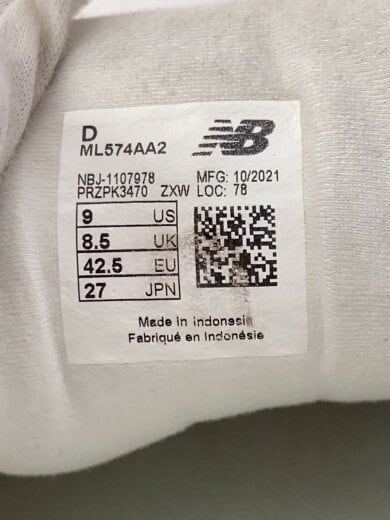 D
ML574AA2
NB
NBJ-1107978 MFG: 10/2021
PRZPK3470 ZXW LOC: 78
9 US
8.5 UK
42.5 EU
27 JPN
Made In Indonesia
Fabriqué en Indonésie